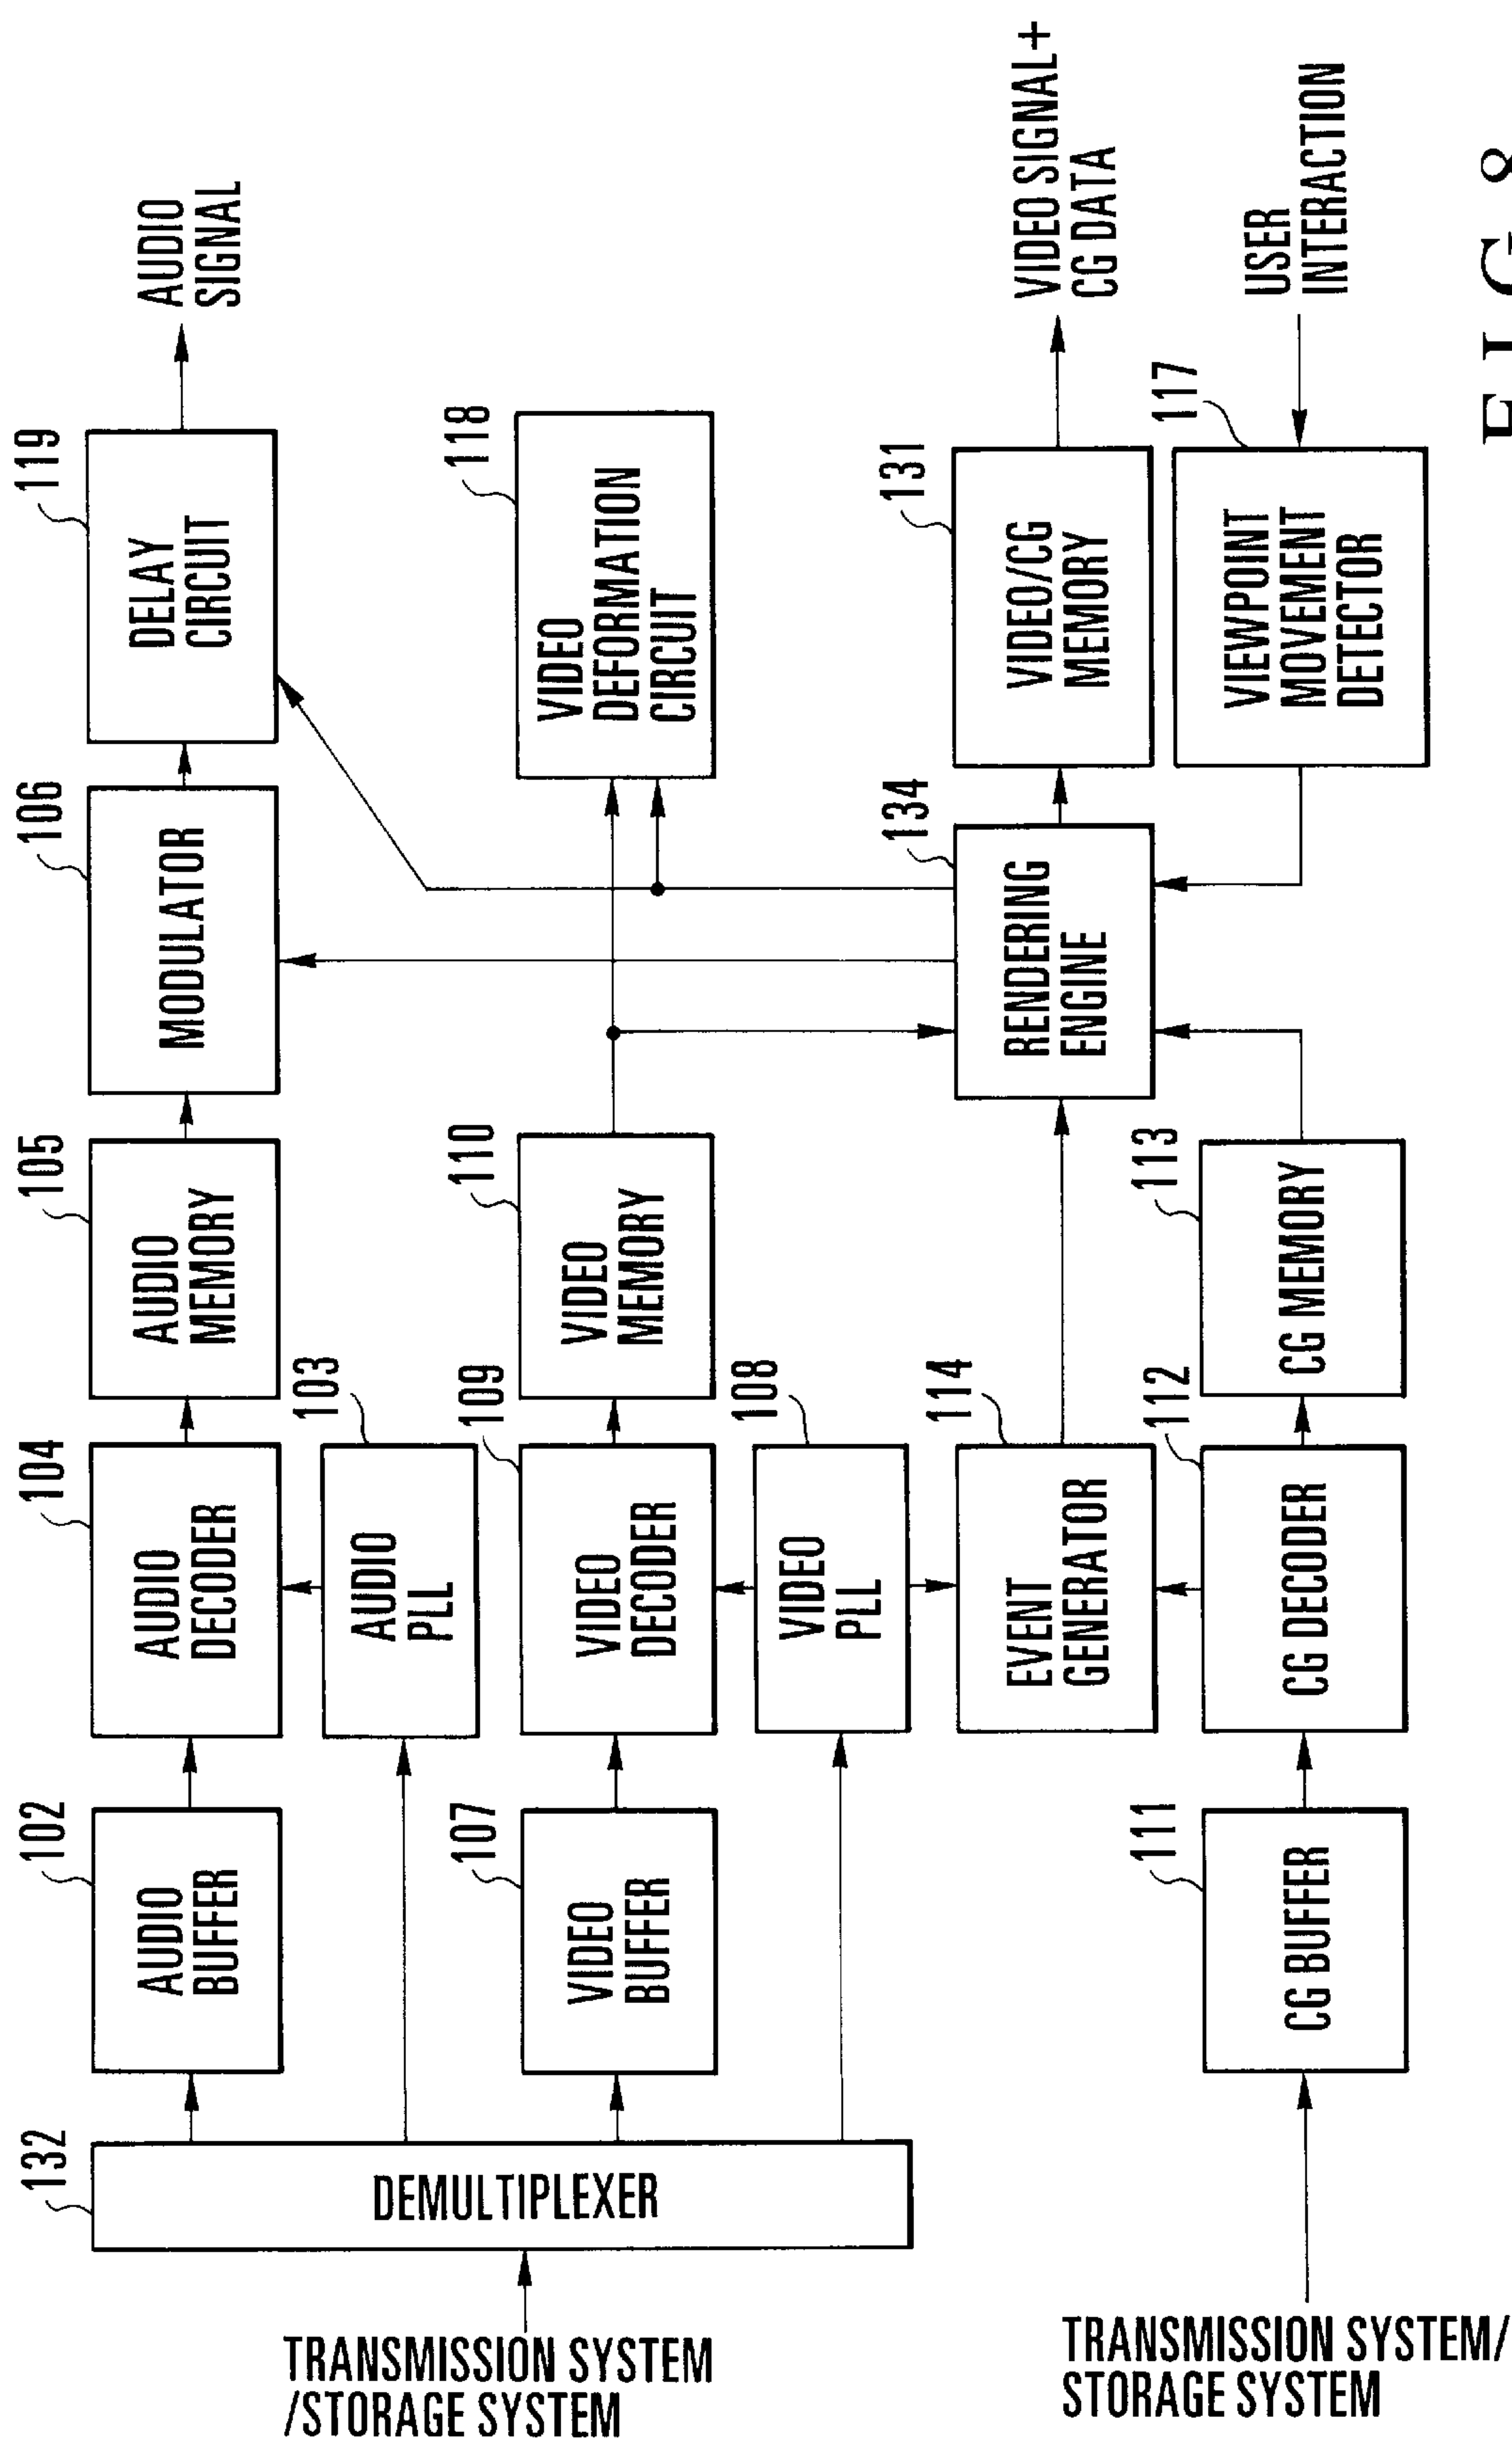 132
DEMULTIPLEXER
TRANSMISSION SYSTEM
/STORAGE SYSTEM
102
AUDIO
BUFFER
104
AUDIO
DECODER
105
AUDIO
MEMORY
106
MODULATOR
119
DELAY
CIRCUIT
AUDIO
SIGNAL
103
AUDIO
PLL
107
VIDEO
BUFFER
109
VIDEO
DECODER
110
VIDEO
MEMORY
118
VIDEO
DEFORMATION
CIRCUIT
108
VIDEO
PLL
114
EVENT
GENERATOR
134
RENDERING
ENGINE
131
VIDEO/CG
MEMORY
VIDEO SIGNAL+
CG DATA
TRANSMISSION SYSTEM/
STORAGE SYSTEM
111
CG BUFFER
112
CG DECODER
113
CG MEMORY
117
VIEWPOINT
MOVEMENT
DETECTOR
USER
INTERACTION
FIG 8